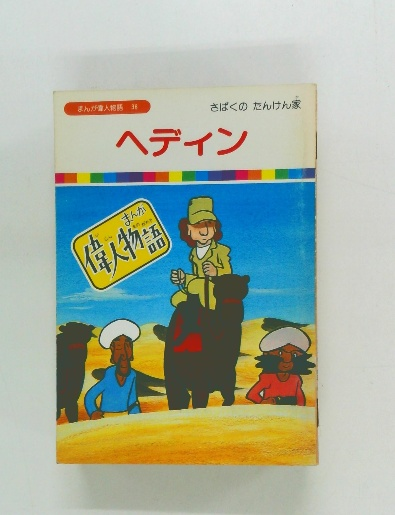 まんが偉人物語 38
さばくの たんけん家
ヘディン
まんが
偉人物語